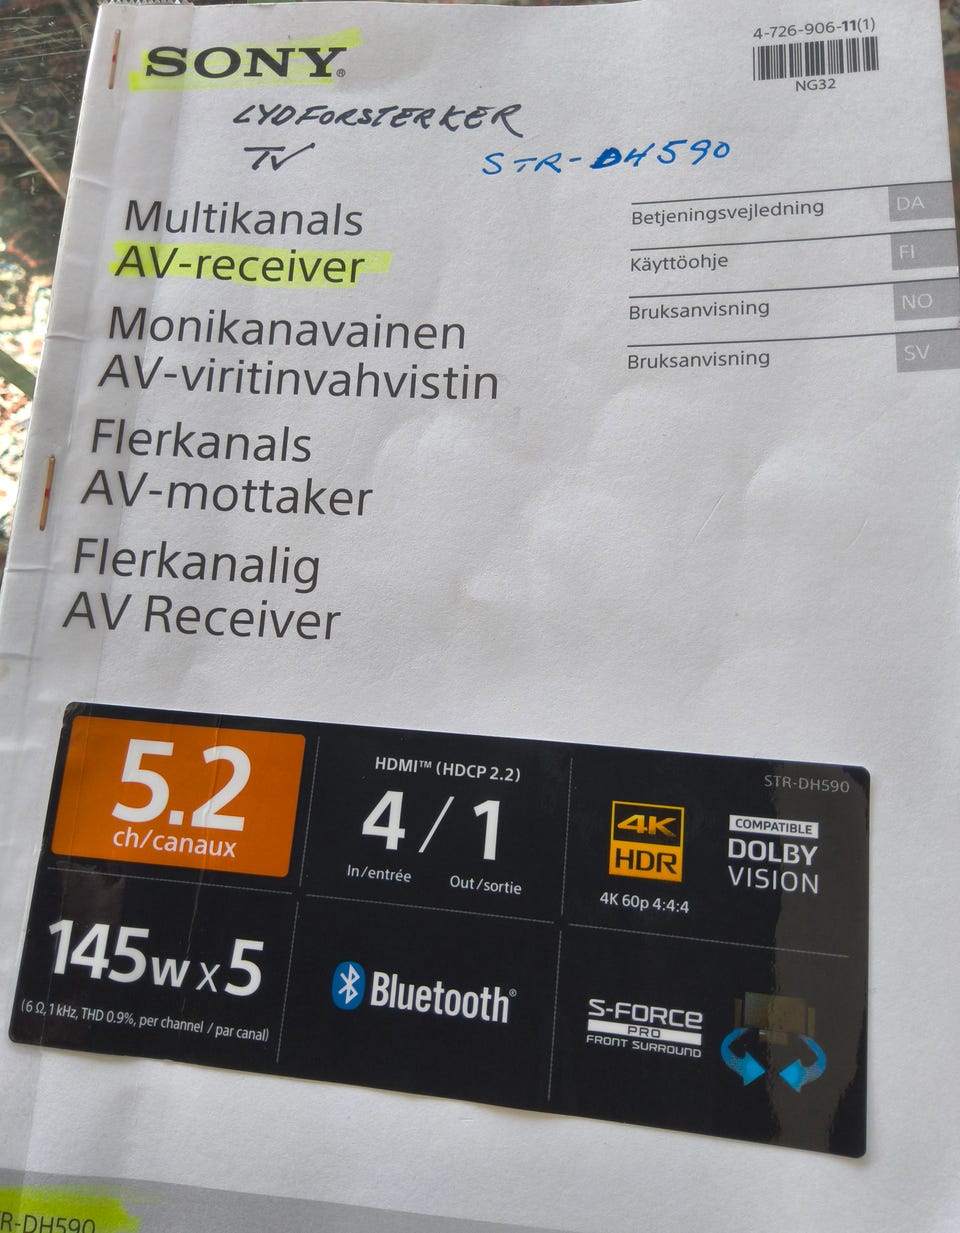 SONY®
4-726-906-11(1)
NG32
LYDFORSTERKER
TV
STR-DH590
Multikanals
AV-receiver
Monikanavainen
AV-viritinvahvistin
Flerkanals
AV-mottaker
Flerkanalig
AV Receiver
Betjeningsvejledning DA
Käyttöohje FI
Bruksanvisning NO
Bruksanvisning SV
5.2
ch/canaux
HDMI™ (HDCP 2.2)
4/1
In/entrée Out/sortie
STR-DH590
4K
HDR
4K 60p 4:4:4
COMPATIBLE
DOLBY
VISION
145W x 5
(6 Ω, 1 kHz, THD 0.9%, per channel / par canal)
Bluetooth®
S-FORCE
PRO
FRONT SURROUND
R-DH590